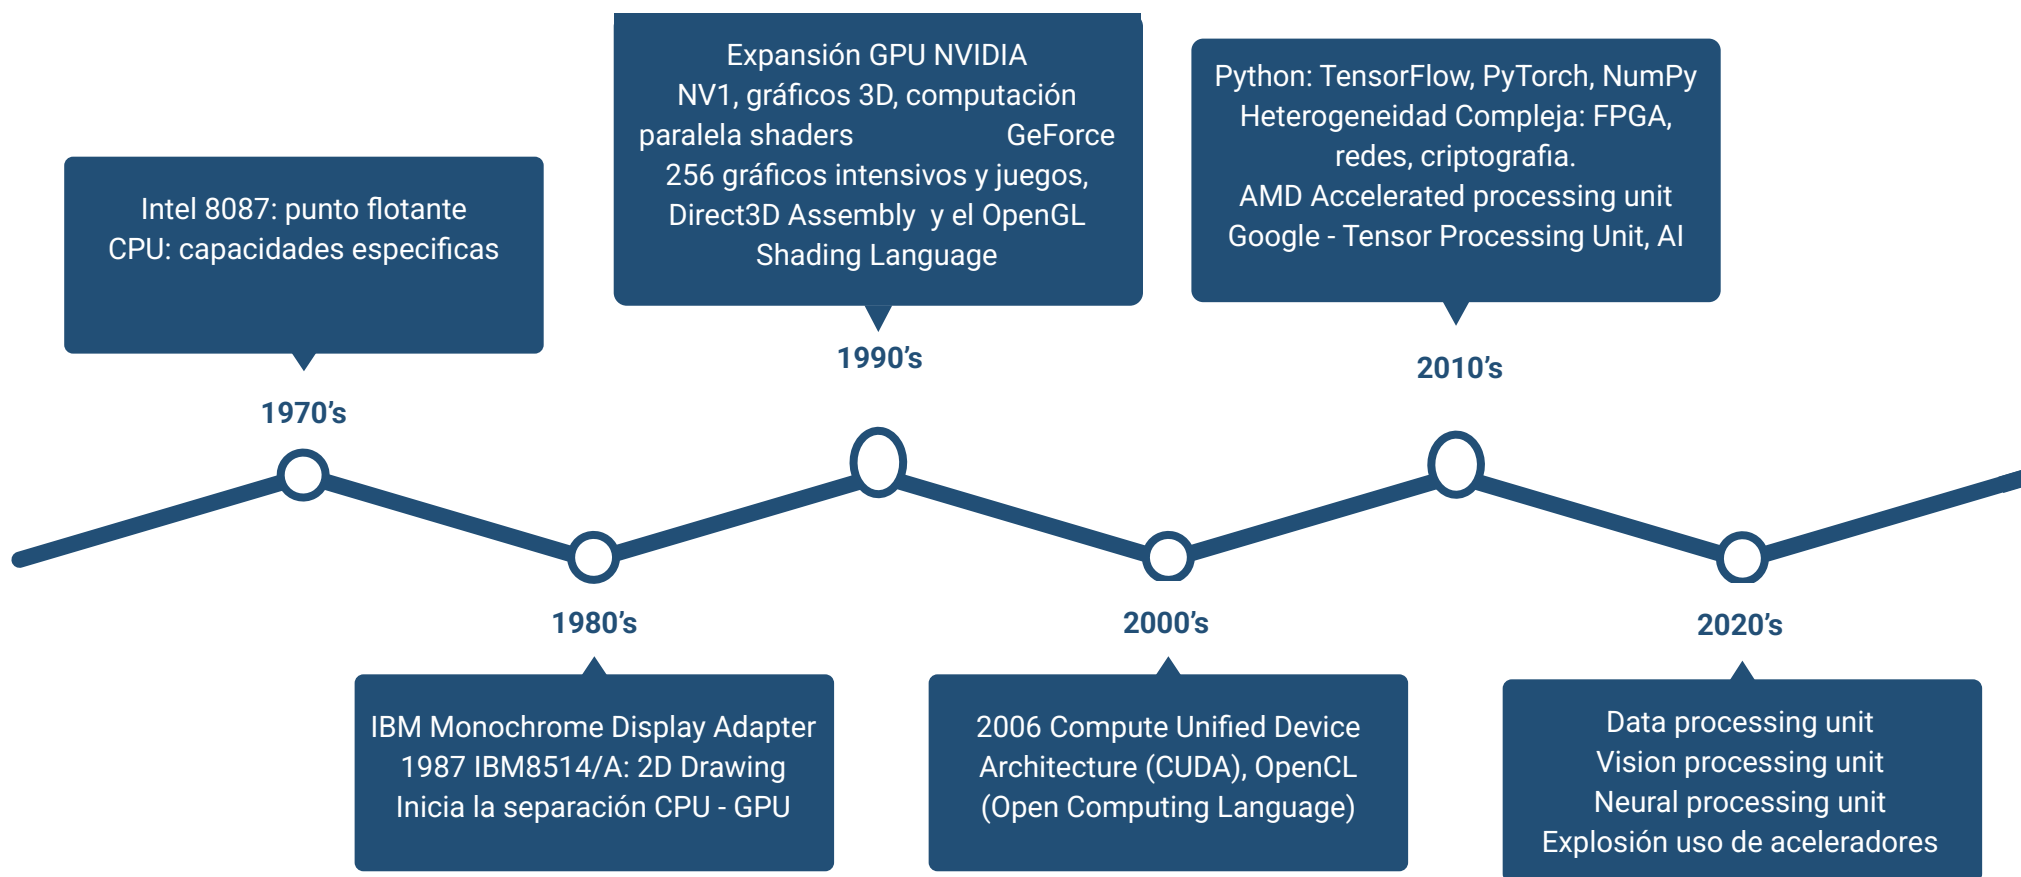 Intel 8087: punto flotante
CPU: capacidades especificas
1970’s
IBM Monochrome Display Adapter
1987 IBM8514/A: 2D Drawing
Inicia la separación CPU - GPU
1980’s
Expansión GPU NVIDIA
NV1, gráficos 3D, computación
paralela shaders GeForce
256 gráficos intensivos y juegos,
Direct3D Assembly y el OpenGL
Shading Language
1990’s
2000’s
2006 Compute Unified Device
Architecture (CUDA), OpenCL
(Open Computing Language)
Python: TensorFlow, PyTorch, NumPy
Heterogeneidad Compleja: FPGA,
redes, criptografia.
AMD Accelerated processing unit
Google - Tensor Processing Unit, AI
2010’s
2020’s
Data processing unit
Vision processing unit
Neural processing unit
Explosión uso de aceleradores